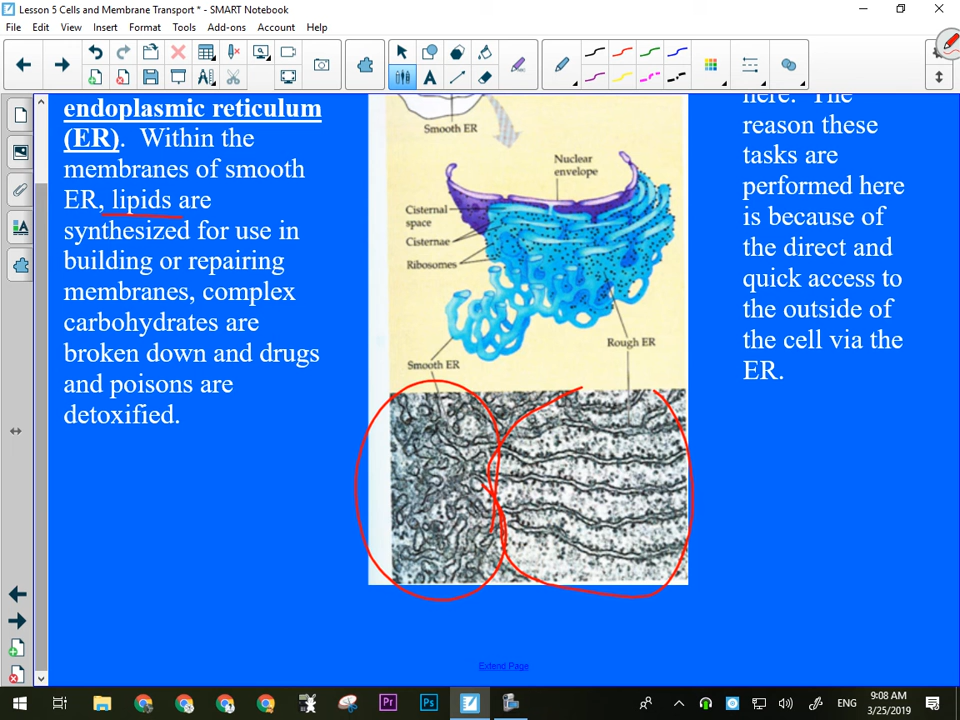 Lesson 5 Cells and Membrane Transport * - SMART Notebook
File Edit View Insert Format Tools Add-ons Account Help
endoplasmic reticulum
(ER). Within the
membranes of smooth
ER, lipids are
synthesized for use in
building or repairing
membranes, complex
carbohydrates are
broken down and drugs
and poisons are
detoxified.
Smooth ER
Nuclear
envelope
Cisternal
space
Cisternae
Ribosomes
Rough ER
Smooth ER
here. The
reason these
tasks are
performed here
is because of
the direct and
quick access to
the outside of
the cell via the
ER.
Extend Page
Pr
Ps
ENG
9:08 AM
3/25/2019